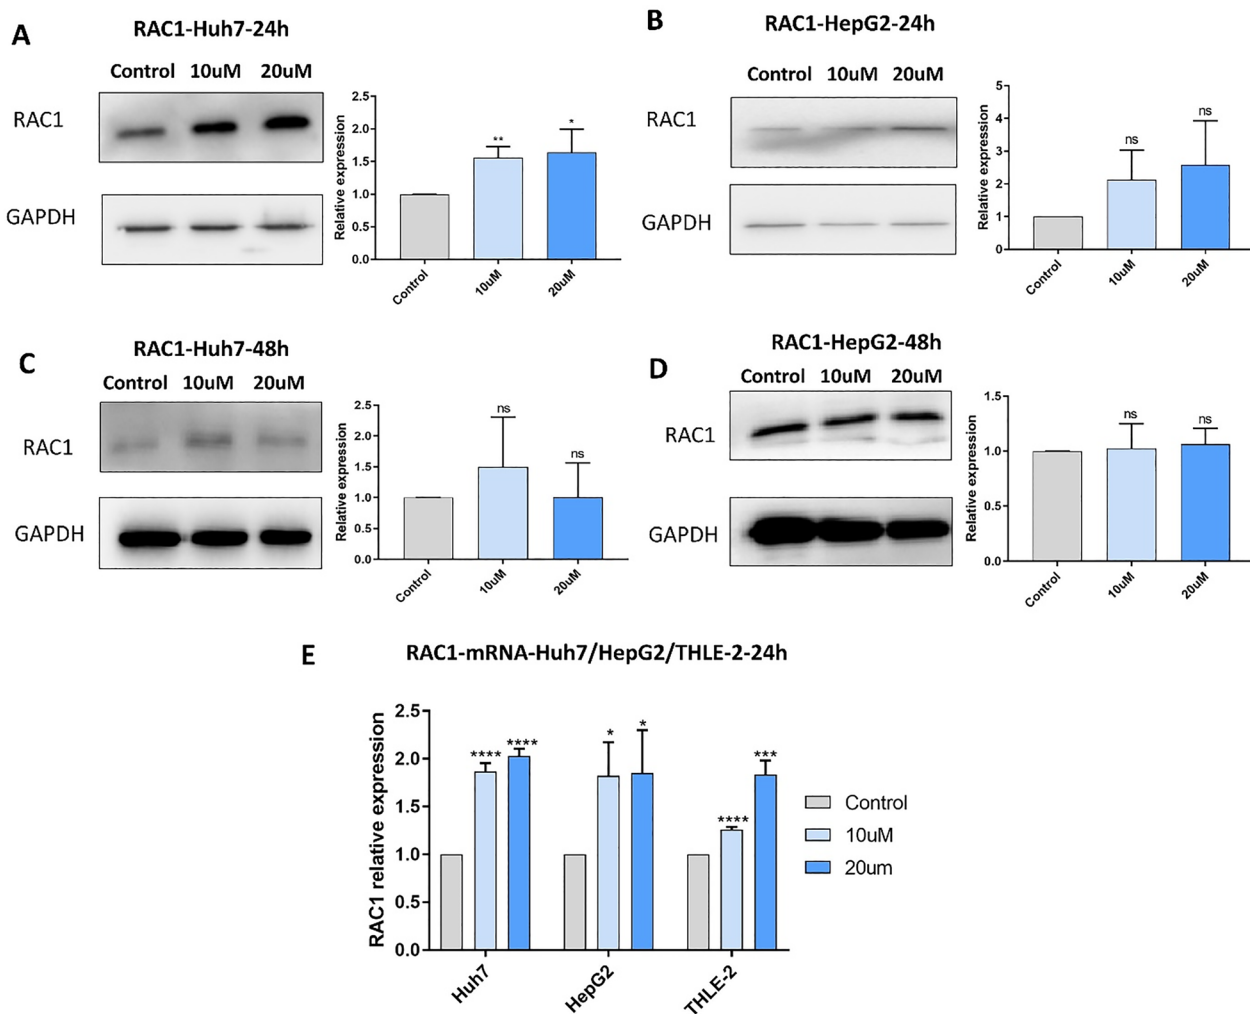 A
RAC1-Huh7-24h
Control 10uM 20uM
RAC1
GAPDH
Relative expression
2.5
2.0
1.5
1.0
0.5
0.0
**
*
Control
10uM
20uM
B
RAC1-HepG2-24h
Control 10uM 20uM
RAC1
GAPDH
Relative expression
5
4
3
2
1
0
ns
ns
Control
10uM
20uM
C
RAC1-Huh7-48h
Control 10uM 20uM
RAC1
GAPDH
Relative expression
2.5
2.0
1.5
1.0
0.5
0.0
ns
ns
Control
10uM
20uM
D
RAC1-HepG2-48h
Control 10uM 20uM
RAC1
GAPDH
Relative expression
1.5
1.0
0.5
0.0
ns
ns
Control
10uM
20uM
E
RAC1-mRNA-Huh7/HepG2/THLE-2-24h
RAC1 relative expression
2.5
2.0
1.5
1.0
0.5
0.0
****
****
*
*
****
***
Huh7
HepG2
THLE-2
Control
10uM
20um